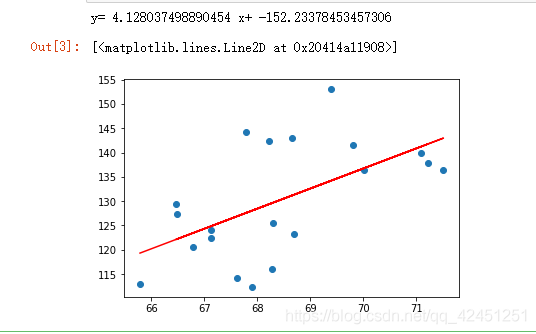 y= 4.128037498890454 x+ -152.23378453457306
Out[3]: [<matplotlib.lines.Line2D at 0x20414a11908>]
155
150
145
140
135
130
125
120
115
66 67 68 69 70 71
https://blog.csdn.net/qq_42451251